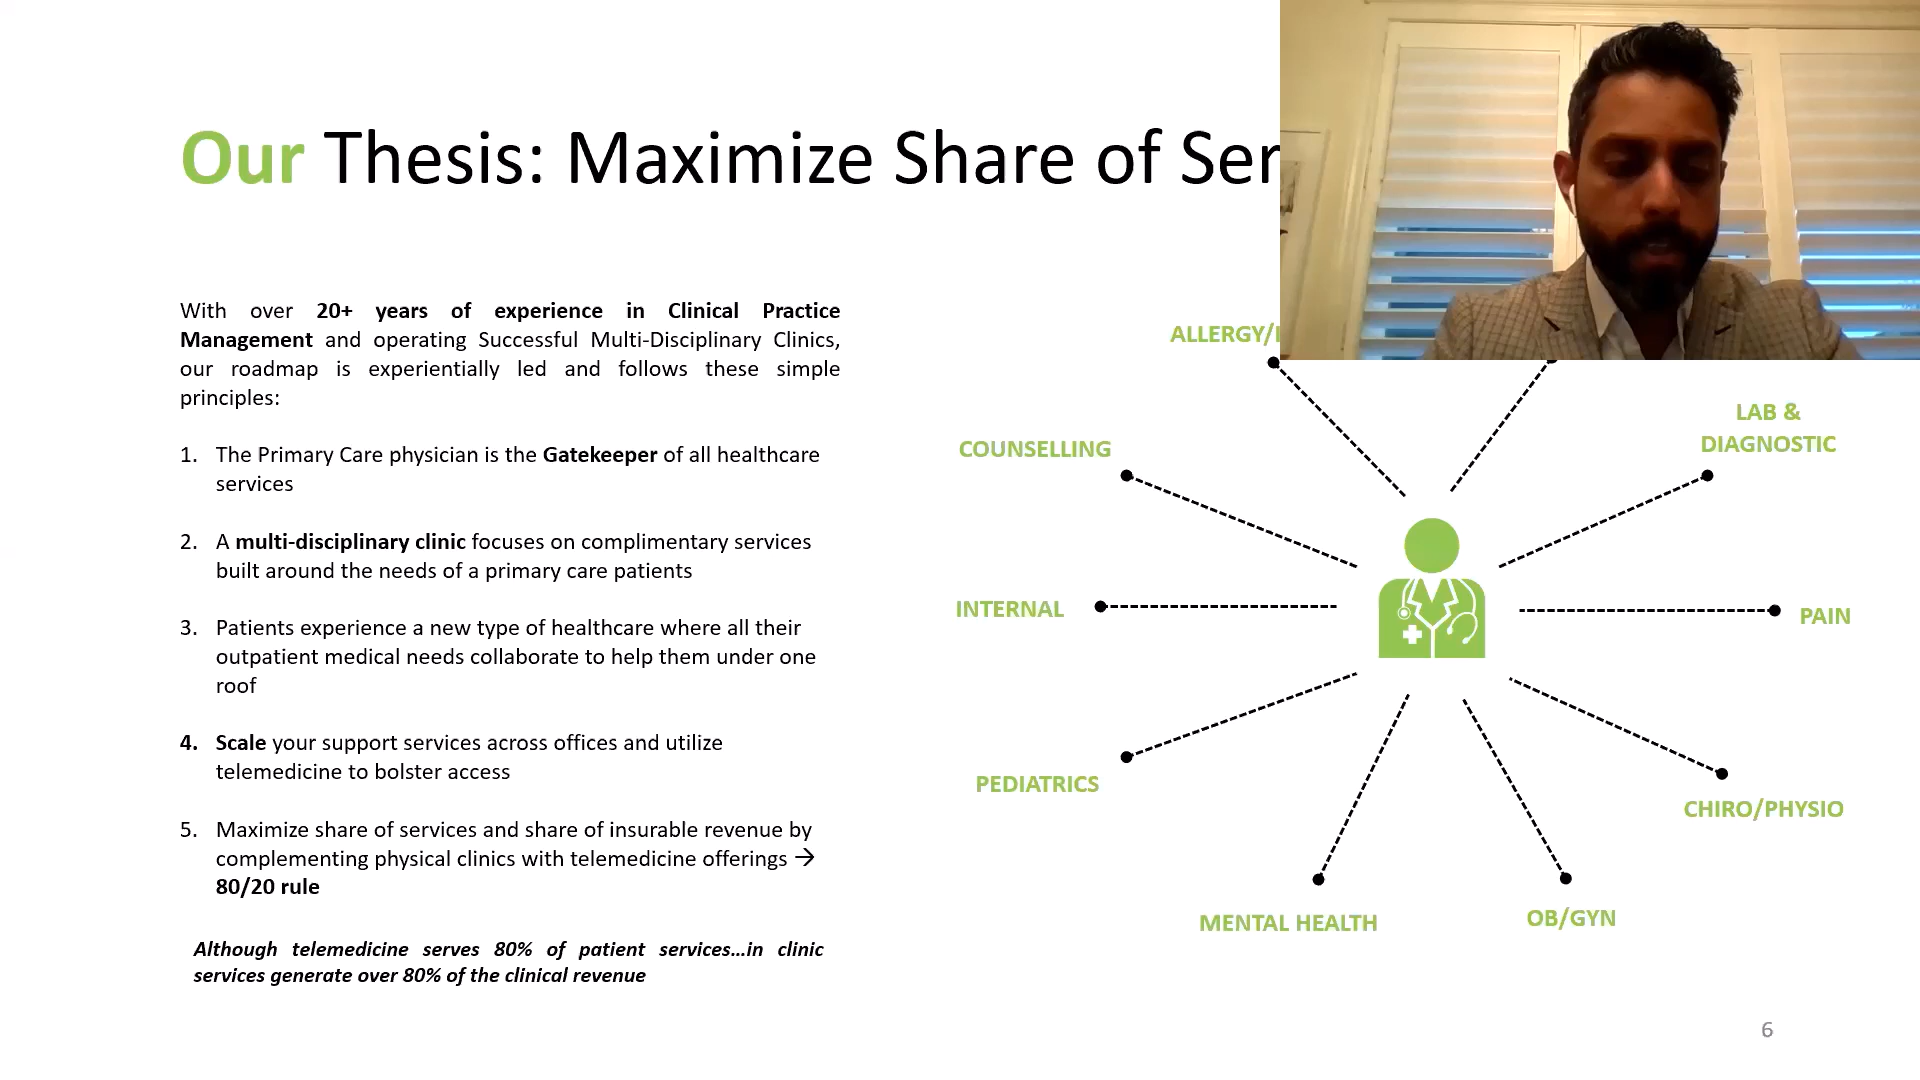 Our Thesis: Maximize Share of
With over 20+ years of experience in Clinical Practice
Management and operating Successful Multi-Disciplinary Clinics,
our roadmap is experientially led and follows these simple
principles:
1. The Primary Care physician is the Gatekeeper of all healthcare
services
2. A multi-disciplinary clinic focuses on complimentary services
built around the needs of a primary care patients
3. Patients experience a new type of healthcare where all their
outpatient medical needs collaborate to help them under one
roof
4. Scale your support services across offices and utilize
telemedicine to bolster access
5. Maximize share of services and share of insurable revenue by
complementing physical clinics with telemedicine offerings →
80/20 rule
Although telemedicine serves 80% of patient services...in clinic
services generate over 80% of the clinical revenue
ALLERGY/
LAB &
DIAGNOSTIC
COUNSELLING
INTERNAL
PAIN
PEDIATRICS
CHIRO/PHYSIO
MENTAL HEALTH
OB/GYN
6